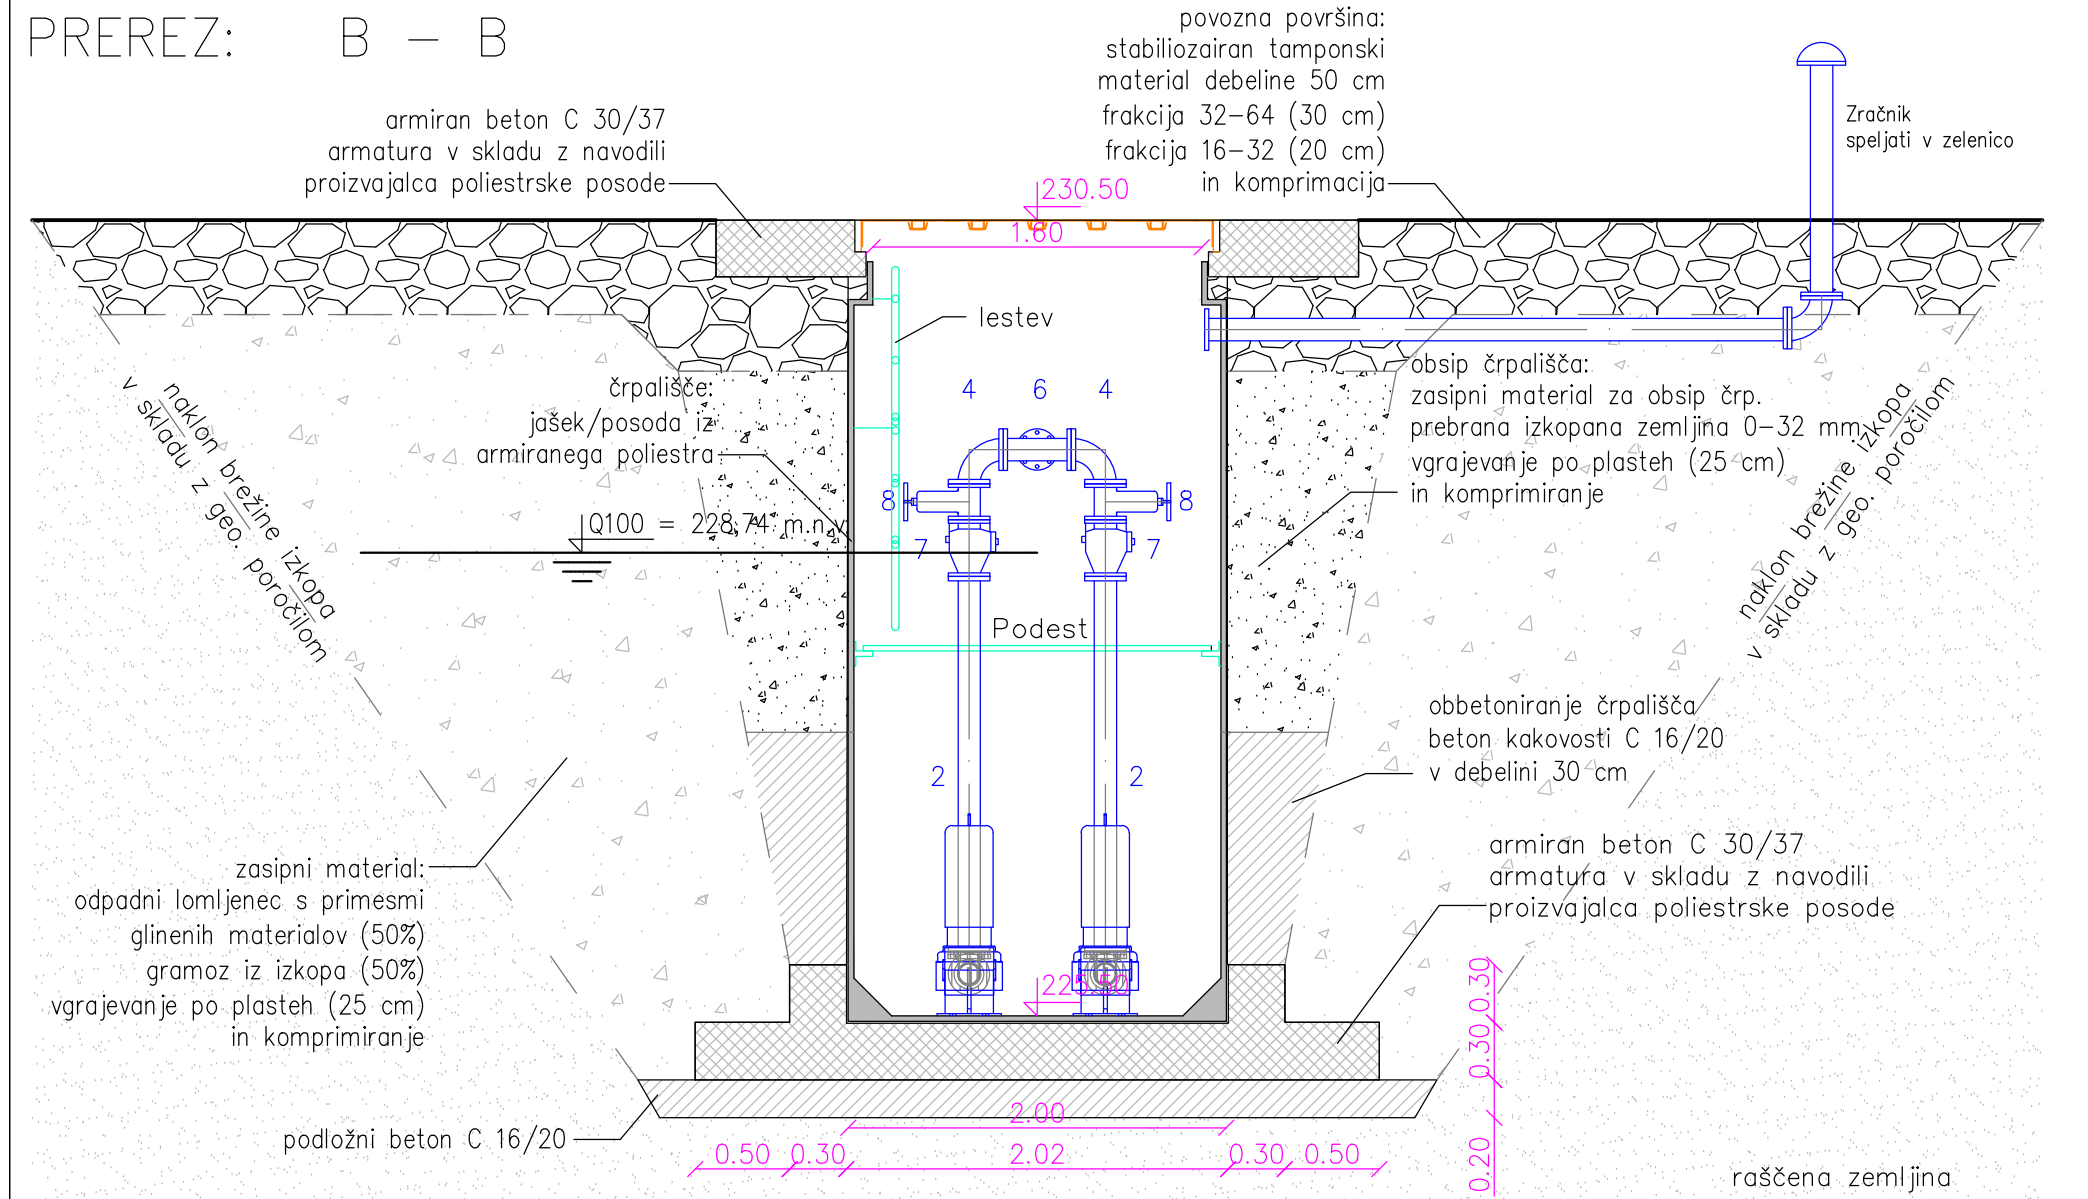 PREREZ: B - B
armiran beton C 30/37
armatura v skladu z navodili
proizvajalca poliestrske posode
povozna površina:
stabiliozairan tamponski
material debeline 50 cm
frakcija 32-64 (30 cm)
frakcija 16-32 (20 cm)
in komprimacija
Zračnik
speljati v zelenico
230.50
1.60
lestev
črpališče:
jašek/posoda iz
armiranega poliestra
4 6 4
obsip črpališča:
zasipni material za obsip črp.
prebrana izkopana zemljina 0-32 mm
vgrajevanje po plasteh (25 cm)
in komprimiranje
naklon brežine izkopa
v skladu z geo. poročilom
naklon brežine izkopa
v skladu z geo. poročilom
8 8
Q100 = 228,74 m.n.v.
7 7
Podest
2 2
obbetoniranje črpališča
beton kakovosti C 16/20
v debelini 30 cm
zasipni material:
odpadni lomljenec s primesmi
glinenih materialov (50%)
gramoz iz izkopa (50%)
vgrajevanje po plasteh (25 cm)
in komprimiranje
armiran beton C 30/37
armatura v skladu z navodili
proizvajalca poliestrske posode
225.50
0.30
0.30
0.20
podložni beton C 16/20
2.00
0.50 0.30 2.02 0.30 0.50
raščena zemljina